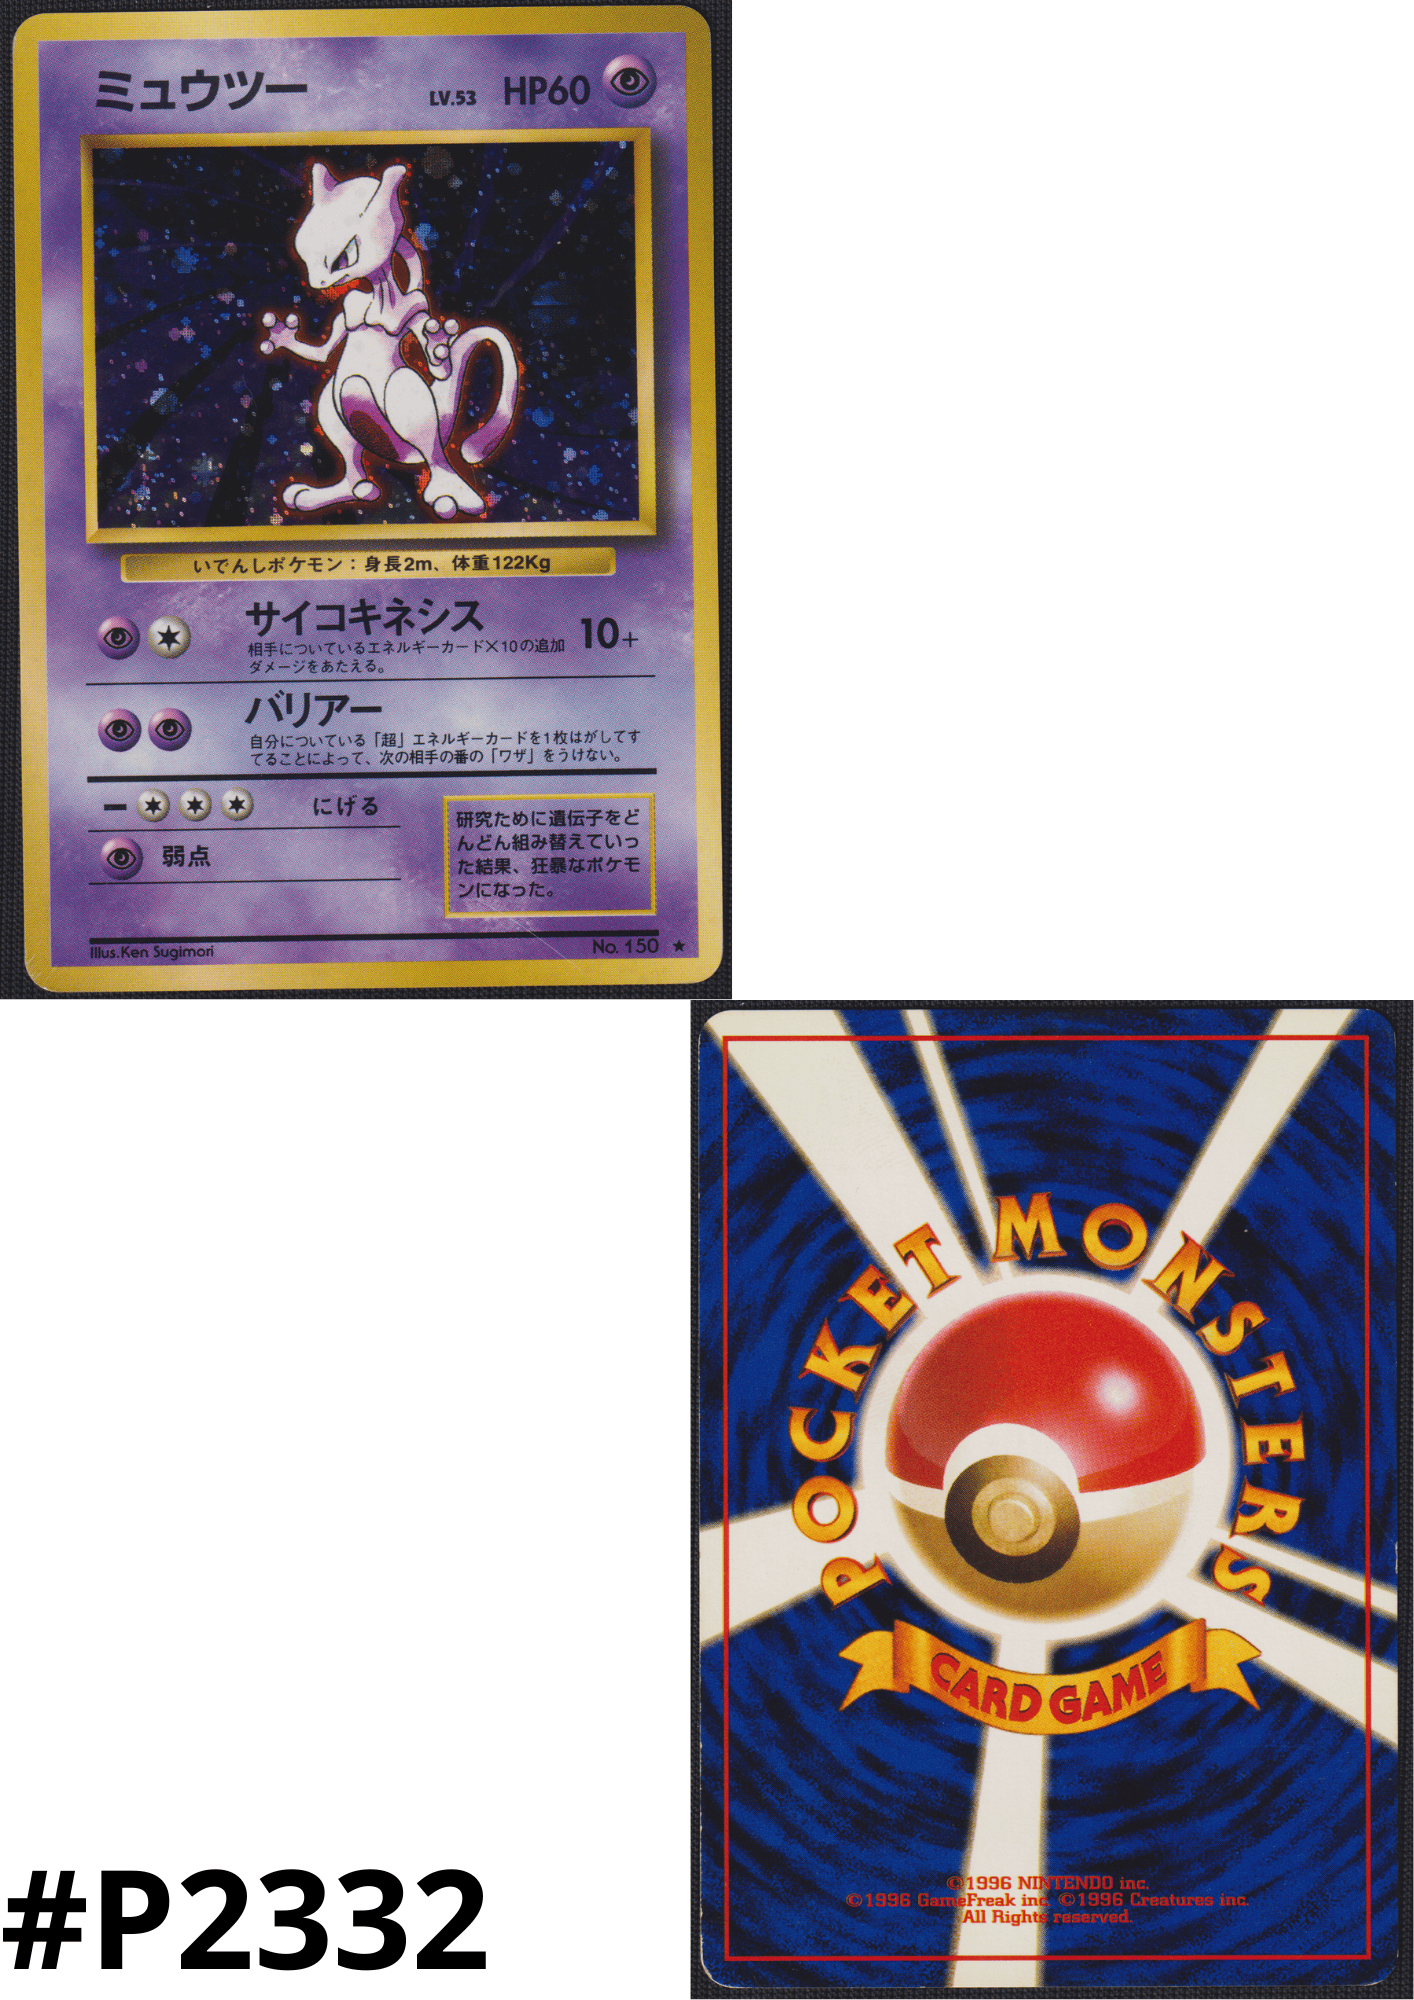 ミュウツー LV.53 HP60
いでんしポケモン：身長2m、体重122Kg
サイコキネシス 10+
相手についているエネルギーカード×10の追加
ダメージをあたえる。
バリアー
自分についている「超」エネルギーカードを1枚はがしてす
てることによって、次の相手の番の「ワザ」をうけない。
ー にげる
弱点
研究ために遺伝子をど
んどん組み替えていっ
た結果、狂暴なポケモ
ンになった。
Illus.Ken Sugimori No.150 ★
POCKET MONSTERS
CARD GAME
©1996 NINTENDO inc.
©1996 GameFreak inc. ©1996 Creatures inc.
All Rights reserved.
#P2332